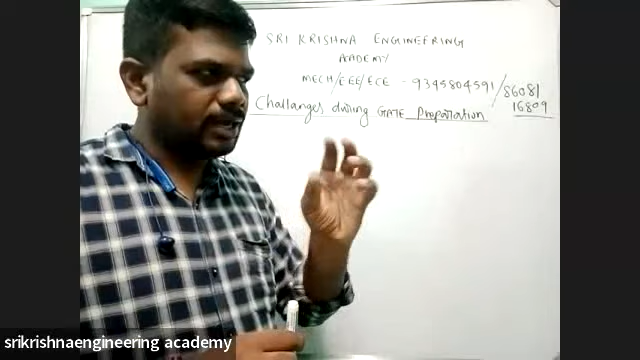 SRI KRISHNA ENGINEERING
ACADEMY
MECH/EEE/ECE - 9345804591/86081
16809
Challanges during GATE Preparation
srikrishnaengineering academy